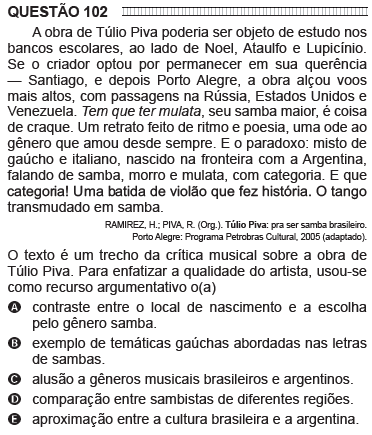 QUESTÃO 102
A obra de Túlio Piva poderia ser objeto de estudo nos
bancos escolares, ao lado de Noel, Ataulfo e Lupicínio.
Se o criador optou por permanecer em sua querência
— Santiago, e depois Porto Alegre, a obra alçou voos
mais altos, com passagens na Rússia, Estados Unidos e
Venezuela. Tem que ter mulata, seu samba maior, é coisa
de craque. Um retrato feito de ritmo e poesia, uma ode ao
gênero que amou desde sempre. E o paradoxo: misto de
gaúcho e italiano, nascido na fronteira com a Argentina,
falando de samba, morro e mulata, com categoria. E que
categoria! Uma batida de violão que fez história. O tango
transmudado em samba.
RAMIREZ, H.; PIVA, R. (Org.). Túlio Piva: pra ser samba brasileiro.
Porto Alegre: Programa Petrobras Cultural, 2005 (adaptado).
O texto é um trecho da crítica musical sobre a obra de
Túlio Piva. Para enfatizar a qualidade do artista, usou-se
como recurso argumentativo o(a)
A contraste entre o local de nascimento e a escolha
pelo gênero samba.
B exemplo de temáticas gaúchas abordadas nas letras
de sambas.
C alusão a gêneros musicais brasileiros e argentinos.
D comparação entre sambistas de diferentes regiões.
E aproximação entre a cultura brasileira e a argentina.